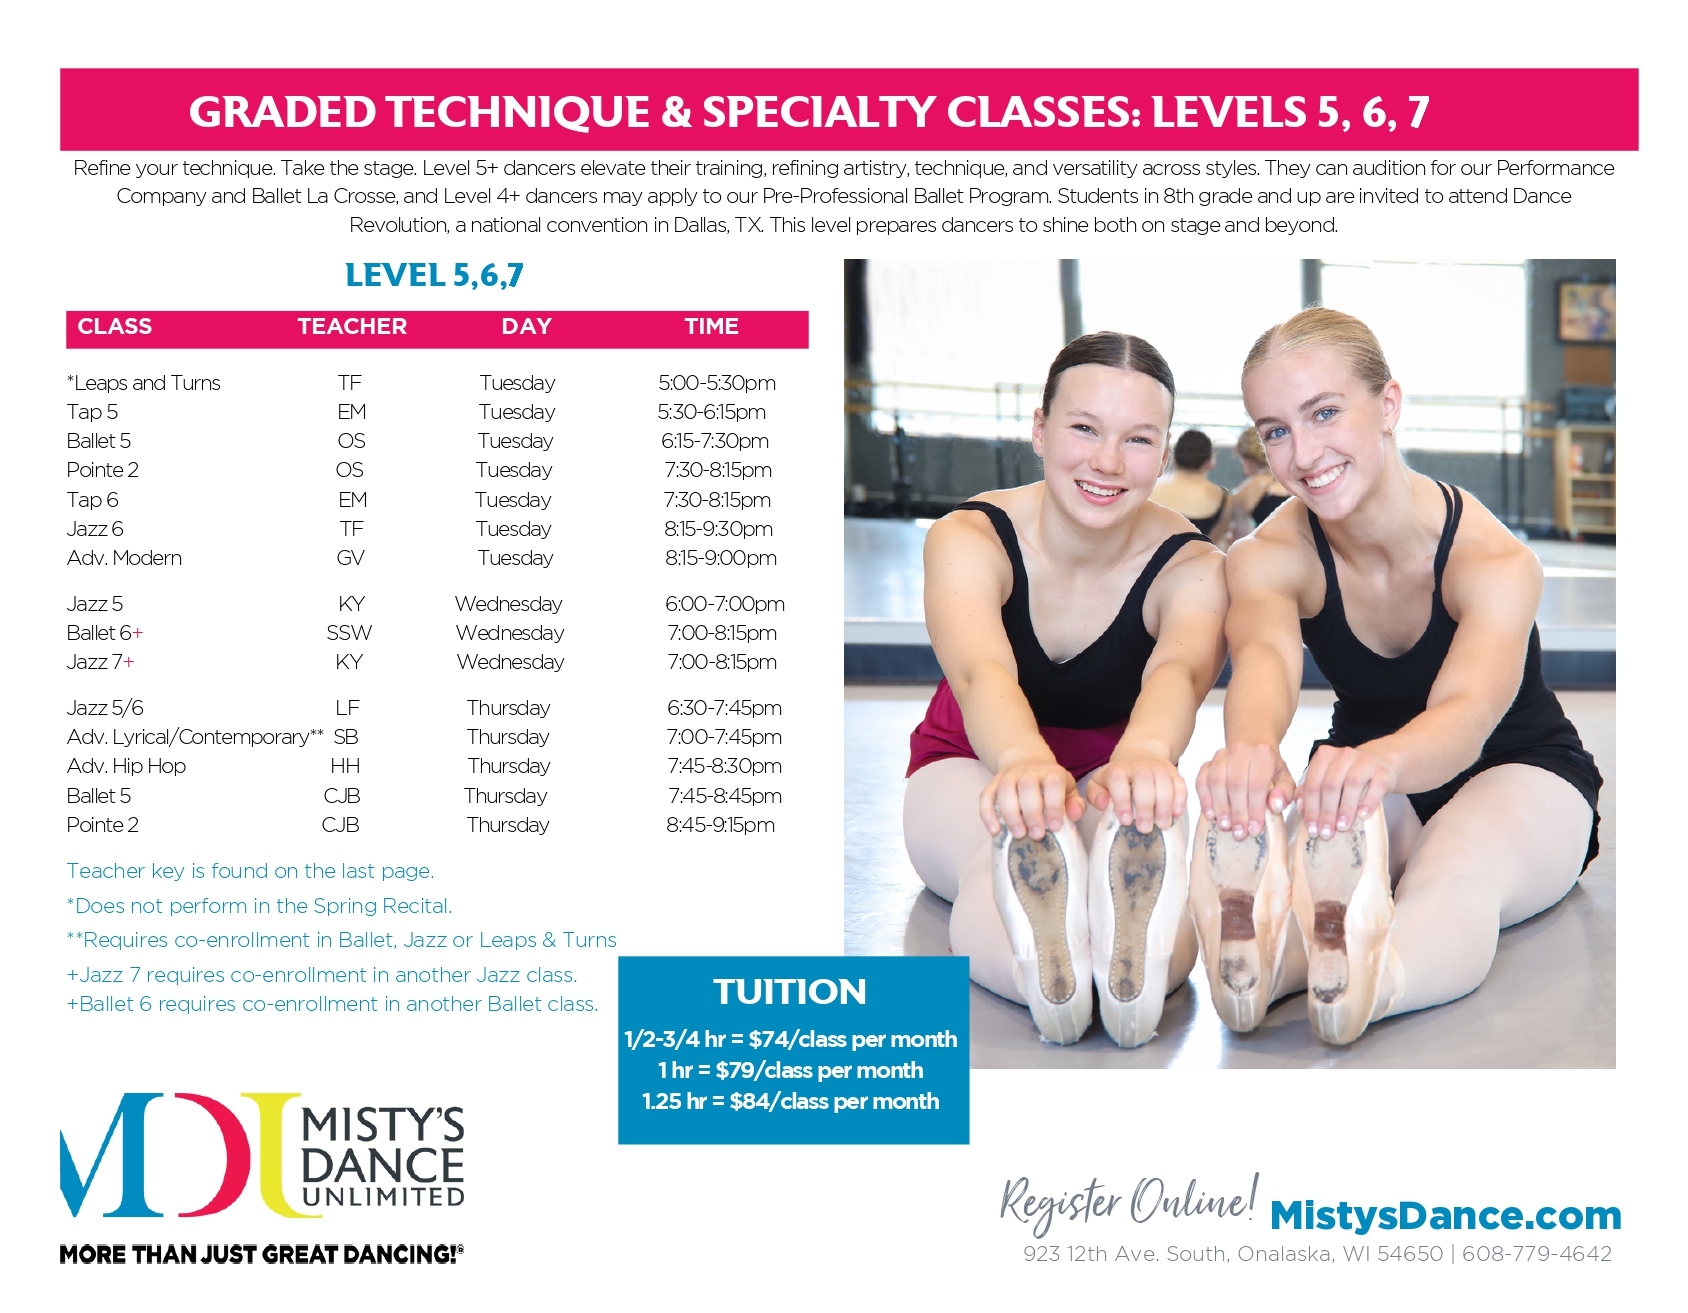 GRADED TECHNIQUE & SPECIALTY CLASSES: LEVELS 5, 6, 7
Refine your technique. Take the stage. Level 5+ dancers elevate their training, refining artistry, technique, and versatility across styles. They can audition for our Performance
Company and Ballet La Crosse, and Level 4+ dancers may apply to our Pre-Professional Ballet Program. Students in 8th grade and up are invited to attend Dance
Revolution, a national convention in Dallas, TX. This level prepares dancers to shine both on stage and beyond.
LEVEL 5,6,7
CLASS TEACHER DAY TIME
*Leaps and Turns TF Tuesday 5:00-5:30pm
Tap 5 EM Tuesday 5:30-6:15pm
Ballet 5 OS Tuesday 6:15-7:30pm
Pointe 2 OS Tuesday 7:30-8:15pm
Tap 6 EM Tuesday 7:30-8:15pm
Jazz 6 TF Tuesday 8:15-9:30pm
Adv. Modern GV Tuesday 8:15-9:00pm
Jazz 5 KY Wednesday 6:00-7:00pm
Ballet 6+ SSW Wednesday 7:00-8:15pm
Jazz 7+ KY Wednesday 7:00-8:15pm
Jazz 5/6 LF Thursday 6:30-7:45pm
Adv. Lyrical/Contemporary** SB Thursday 7:00-7:45pm
Adv. Hip Hop HH Thursday 7:45-8:30pm
Ballet 5 CJB Thursday 7:45-8:45pm
Pointe 2 CJB Thursday 8:45-9:15pm
Teacher key is found on the last page.
*Does not perform in the Spring Recital.
**Requires co-enrollment in Ballet, Jazz or Leaps & Turns
+Jazz 7 requires co-enrollment in another Jazz class.
+Ballet 6 requires co-enrollment in another Ballet class.
TUITION
1/2-3/4 hr = $74/class per month
1 hr = $79/class per month
1.25 hr = $84/class per month
MDU MISTY'S
DANCE
UNLIMITED
MORE THAN JUST GREAT DANCING!®
Register Online! MistysDance.com
923 12th Ave. South, Onalaska, WI 54650 | 608-779-4642